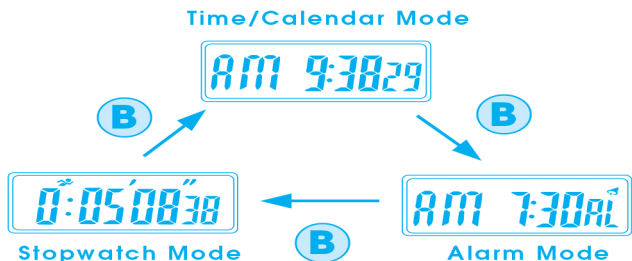 Time/Calendar Mode
AM 9:38 29
B
B
0:05'08"38
AM 7:30 AL
Stopwatch Mode
B
Alarm Mode